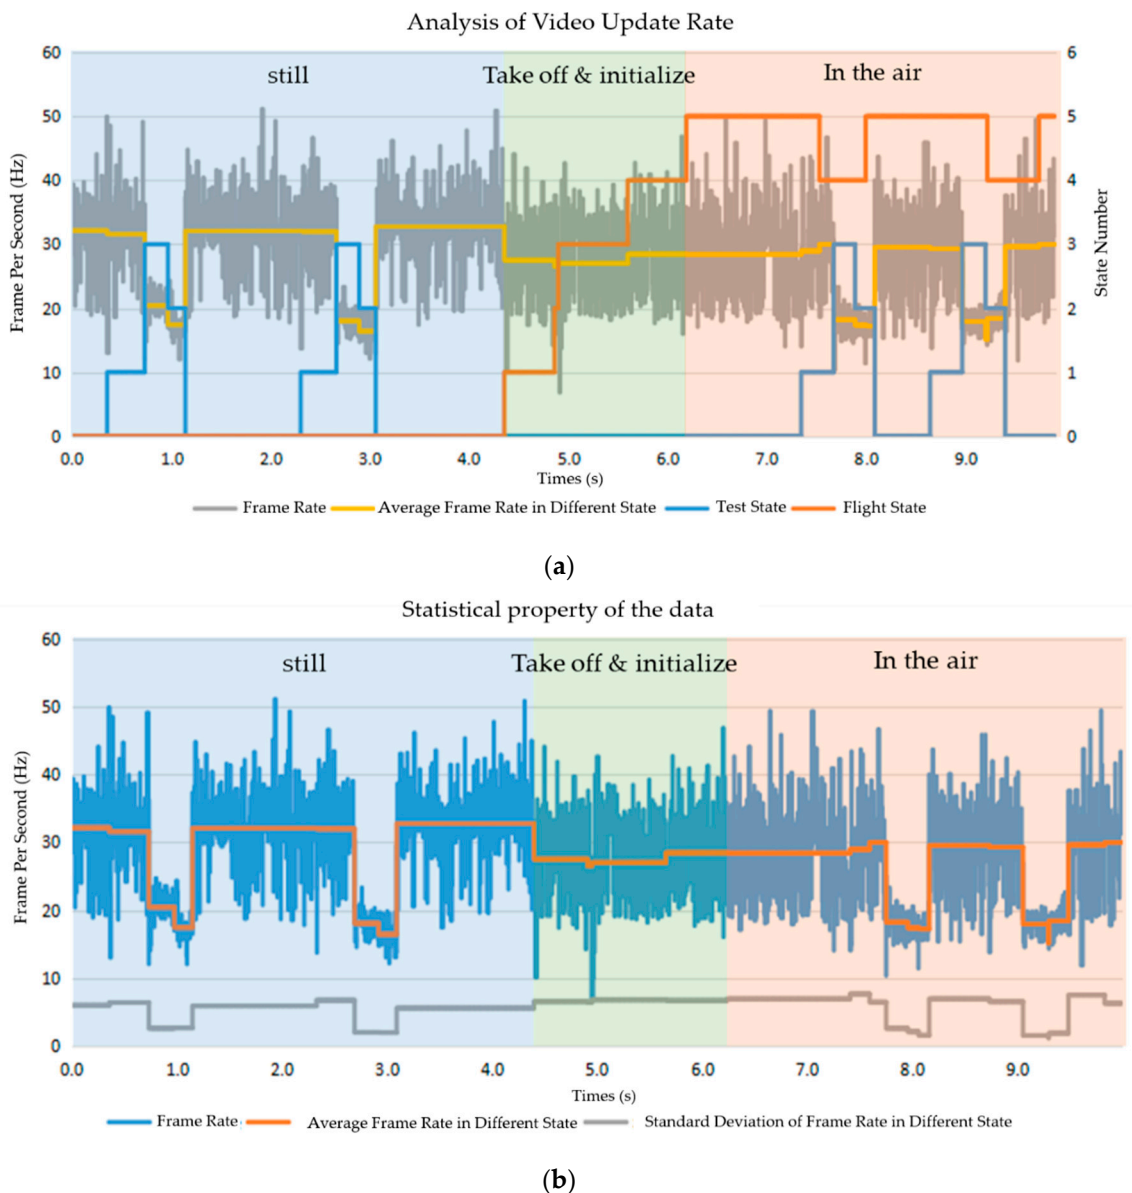 Analysis of Video Update Rate
60 6
still Take off & initialize In the air
50 5
40 4
30 3
20 2
10 1
0 0
Frame Per Second (Hz)
State Number
0.0 1.0 2.0 3.0 4.0 5.0 6.0 7.0 8.0 9.0
Times (s)
Frame Rate Average Frame Rate in Different State Test State Flight State
(a)
Statistical property of the data
60
still Take off & initialize In the air
50
40
30
20
10
0
Frame Per Second (Hz)
0.0 1.0 2.0 3.0 4.0 5.0 6.0 7.0 8.0 9.0
Times (s)
Frame Rate Average Frame Rate in Different State Standard Deviation of Frame Rate in Different State
(b)